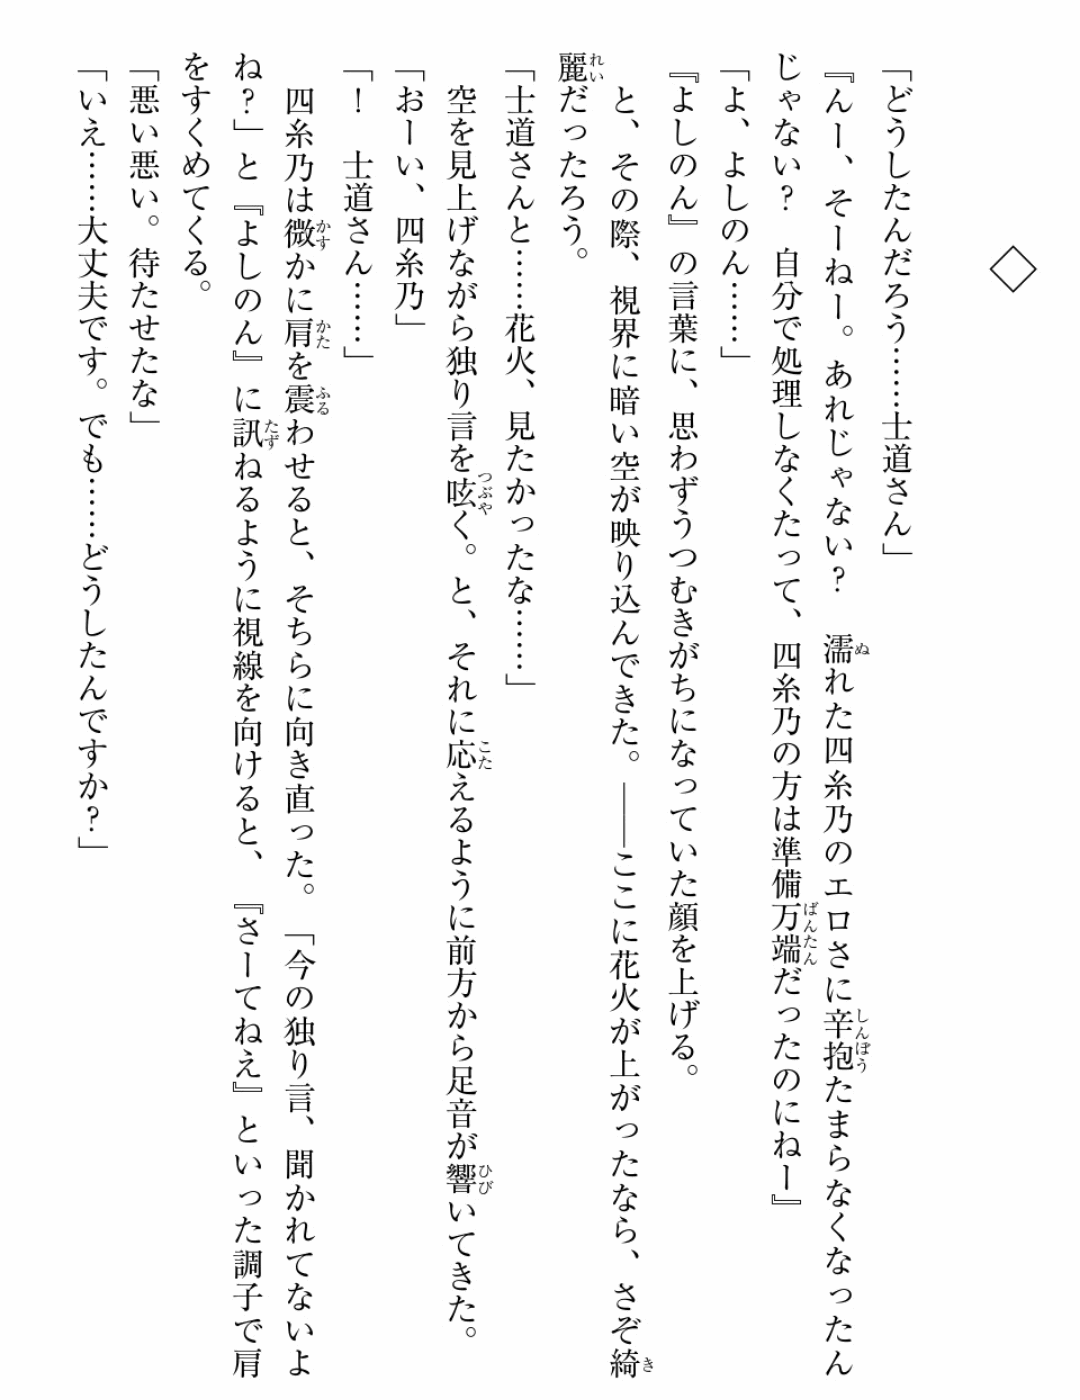 ◇
「どうしたんだろう……士道さん」
『んー、そーねー。あれじゃない？　濡れた四糸乃のエロさに辛抱たまらなくなったん
じゃない？　自分で処理しなくたって、四糸乃の方は準備万端だったのにねー』
「よ、よしのん……」
『よしのん』の言葉に、思わずうつむきがちになっていた顔を上げる。
　と、その際、視界に暗い空が映り込んできた。――ここに花火が上がったなら、さぞ綺
麗だったろう。
「士道さんと……花火、見たかったな……」
　空を見上げながら独り言を呟く。と、それに応えるように前方から足音が響いてきた。
「おーい、四糸乃」
「！　士道さん……」
　四糸乃は微かに肩を震わせると、そちらに向き直った。「今の独り言、聞かれてないよ
ね？」と『よしのん』に訊ねるように視線を向けると、『さーてねえ』といった調子で肩
をすくめてくる。
「悪い悪い。待たせたな」
「いえ……大丈夫です。でも……どうしたんですか？」